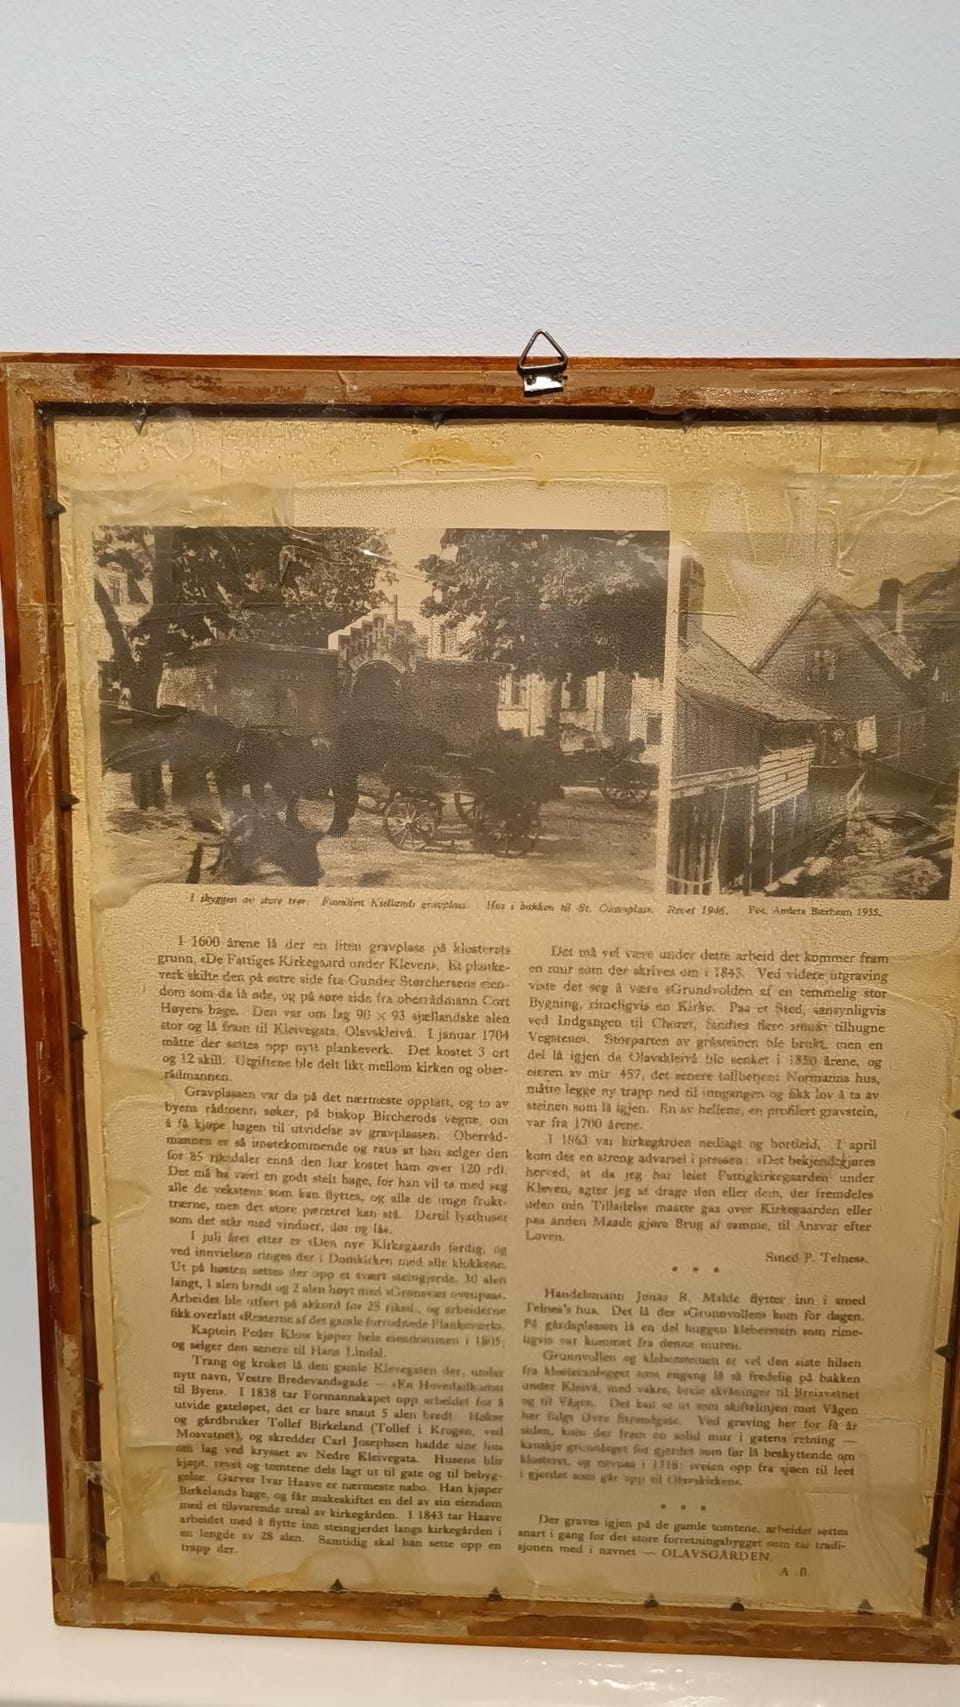 I skyggen av store trær. Familien Kiellands gravplass. Hus i bakken til St. Olavsplass. Revet 1946. Fot. Anders Bærheim 1935.
I 1600 årene lå der en liten gravplass på klosterets
grunn, «De Fattiges Kirkegaard under Kleven». Et planke-
verk skilte den på østre side fra Gunder Størchersens eien-
dom som da lå øde, og på søre side fra oberrådmann Cort
Høyers hage. Den var om lag 90 × 93 sjællandske alen
stor og lå fram til Kleivegata, Olavskleivå. I januar 1704
måtte der settes opp nytt plankeverk. Det kostet 3 ort
og 12 skill. Utgiftene ble delt likt mellom kirken og ober-
rådmannen.
Gravplassen var da på det nærmeste opptatt, og to av
byens rådmenn søker, på biskop Bircherods vegne, om
å få kjøpe hagen til utvidelse av gravplassen. Oberråd-
mannen er så imøtekommende og raus at han selger den
for 85 riksdaler ennå den har kostet ham over 120 rdl.
Det må ha vært en godt stelt hage, for han vil ta med seg
alle de vekstene som kan flyttes, og alle de unge frukt-
trærne, men det store pæretret kan stå. Dertil lysthuset
som det står med vinduer, dør og lås.
I juli året etter er «Den nye Kirkegaard» ferdig, og
ved innvielsen ringes der i Domkirken med alle klokkene.
Ut på høsten settes der opp et svært steingjerde, 30 alen
langt, 1 alen bredt og 2 alen høyt med «Grønsvær ovenpaa».
Arbeidet ble utført på akkord for 25 riksd., og arbeiderne
fikk overlatt «Resterne af det gamle forrodnede Plankeverk».
Kaptein Peder Klow kjøper hele eiendommen i 1805,
og selger den senere til Hans Lindal.
Trang og kroket lå den gamle Klevegaten der, under
nytt navn, Vestre Bredevandsgade — «En Hovedadkomst
til Byen». I 1838 tar Formannskapet opp arbeidet for å
utvide gateløpet, det er bare snaut 5 alen bredt. Høker
og gårdbruker Tollef Birkeland (Tollef i Krogen, ved
Mosvatnet), og skredder Carl Josephsen hadde sine hus
om lag ved krysset av Nedre Kleivegata. Husene blir
kjøpt, revet og tomtene dels lagt ut til gate og til bebyg-
gelse. Garver Ivar Haave er nærmeste nabo. Han kjøper
Birkelands hage, og får makeskiftet en del av sin eiendom
med et tilsvarende areal av kirkegården. I 1843 tar Haave
arbeidet med å flytte inn steingjerdet langs kirkegården i
en lengde av 28 alen. Samtidig skal han sette opp en
trapp der.
Det må vel være under dette arbeid det kommer fram
en mur som der skrives om i 1843. Ved videre utgraving
viste det seg å være «Grundvolden af en temmelig stor
Bygning, rimeligvis en Kirke. Paa et Sted, sansynligvis
ved Indgangen til Choret, fandtes flere smukt tilhugne
Vegstene». Storparten av gråsteinen ble brukt, men en
del lå igjen da Olavskleivå ble senket i 1850 årene, og
eieren av mtr. 457, det senere tollbetjent Normanns hus,
måtte legge ny trapp ned til inngangen og fikk lov å ta av
steinen som lå igjen. En av hellene, en profilert gravstein,
var fra 1700 årene.
I 1863 var kirkegården nedlagt og bortleid. I april
kom der en streng advarsel i pressen: «Det bekjendtgjøres
herved, at da jeg har leiet Fattigkirkegaarden under
Kleven, agter jeg at drage den eller dem, der fremdeles
uden min Tilladelse maatte gaa over Kirkegaarden eller
paa anden Maade gjøre Brug af samme, til Ansvar efter
Loven.
Smed P. Telnes».
* * *
Handelsmann Jonas R. Malde flytter inn i smed
Telnes's hus. Det lå der «Grunnvollen» kom for dagen.
På gårdsplassen lå en del huggen kleberstein som rime-
ligvis var kommet fra denne muren.
Grunnvollen og klebersteinen er vel den siste hilsen
fra klosteranlegget som engang lå så fredelig på bakken
under Kleivå, med vakre, bratte skråninger til Breiavatnet
og til Vågen. Det kan se ut som skiftelinjen mot Vågen
har fulgt Øvre Strandgate. Ved graving her for få år
siden, kom der fram en solid mur i gatens retning —
kanskje grunnlaget for gjerdet som før lå beskyttende om
klosteret, og nevnes i 1318: «veien opp fra sjøen til leet
i gjerdet som går opp til Olavskirken».
* * *
Der graves igjen på de gamle tomtene, arbeidet settes
snart i gang for det store forretningsbygget som tar tradi-
sjonen med i navnet — OLAVSGÅRDEN.
A. B.